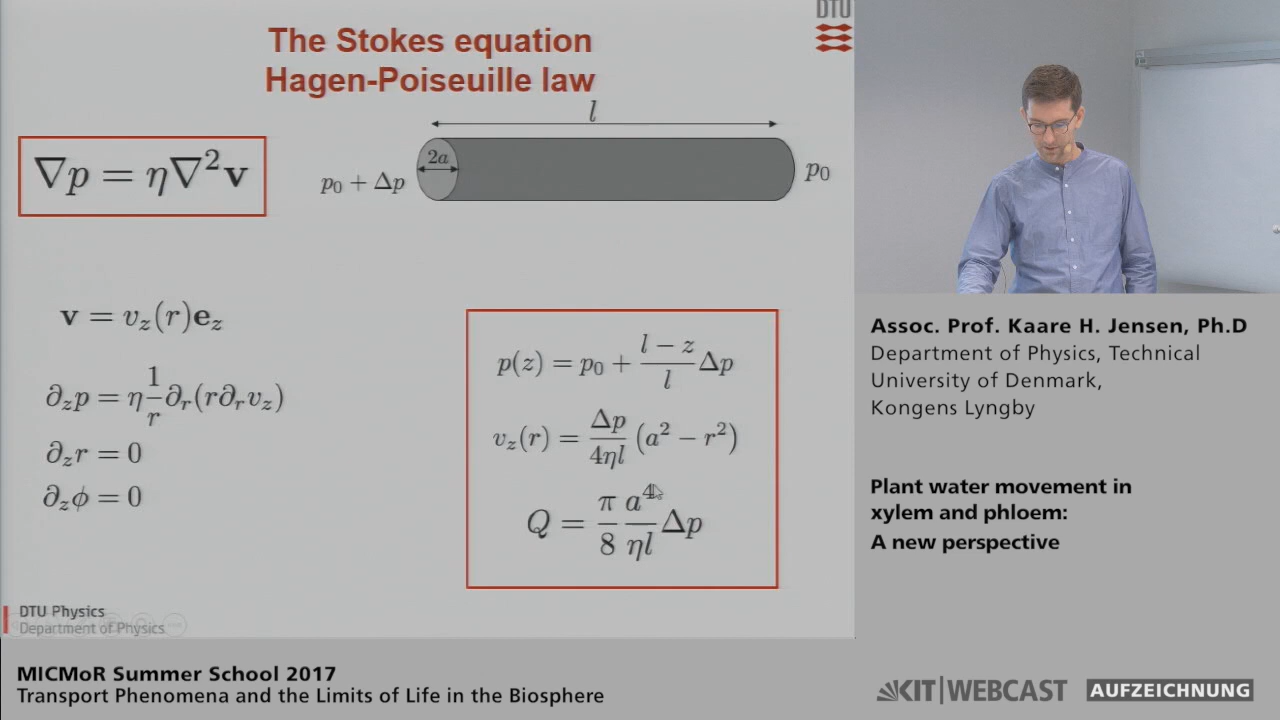 DTU
The Stokes equation
Hagen-Poiseuille law
l
∇p = η∇²v
2a
p₀ + Δp
p₀
v = v_z(r)e_z
∂_z p = η 1/r ∂_r(r∂_r v_z)
∂_z r = 0
∂_z ϕ = 0
p(z) = p₀ + (l − z)/l Δp
v_z(r) = Δp/4ηl (a² − r²)
Q = π/8 a⁴/ηl Δp
DTU Physics
Department of Physics
Assoc. Prof. Kaare H. Jensen, Ph.D
Department of Physics, Technical
University of Denmark,
Kongens Lyngby
Plant water movement in
xylem and phloem:
A new perspective
MICMoR Summer School 2017
Transport Phenomena and the Limits of Life in the Biosphere
KIT|WEBCAST AUFZEICHNUNG